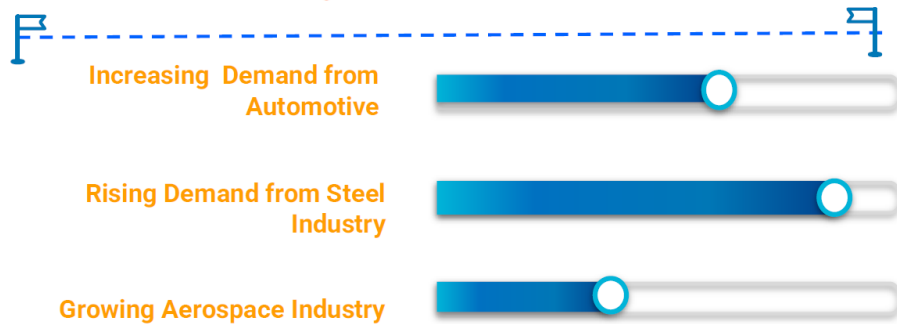 Increasing Demand from
Automotive
Rising Demand from Steel
Industry
Growing Aerospace Industry